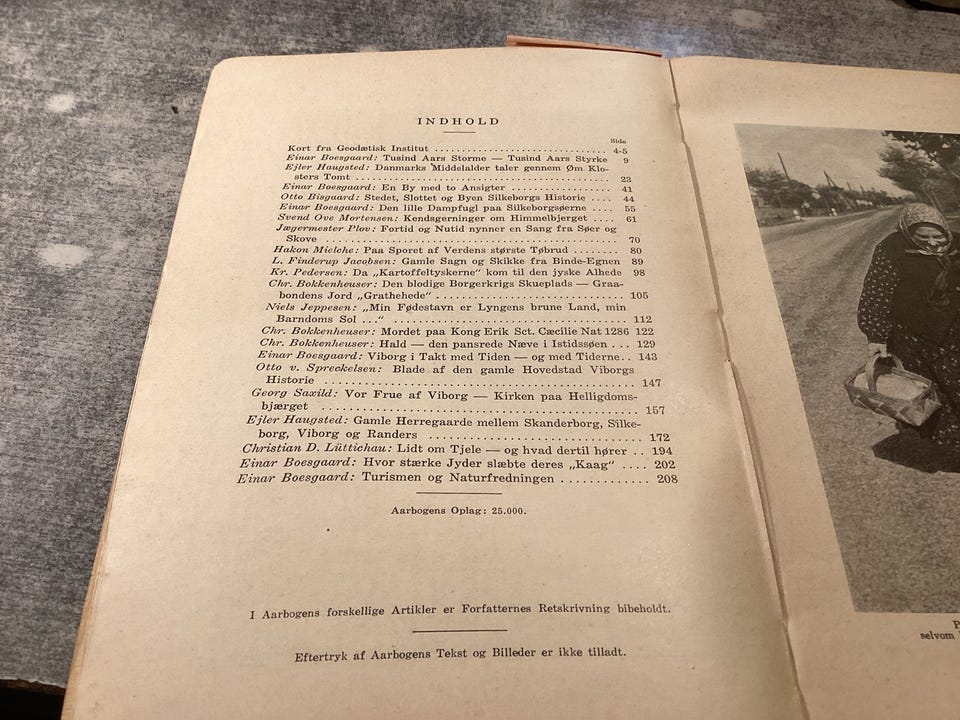 INDHOLD
Side
Kort fra Geodætisk Institut .......................... 4-5
Einar Boesgaard: Tusind Aars Storme — Tusind Aars Styrke 9
Ejler Haugsted: Danmarks Middelalder taler gennem Øm Klo-
sters Tomt .......................................... 23
Einar Boesgaard: En By med to Ansigter ................ 41
Otto Bisgaard: Stedet, Slottet og Byen Silkeborgs Historie .... 44
Einar Boesgaard: Den lille Dampfugl paa Silkeborgsøerne .... 55
Svend Ove Mortensen: Kendsgerninger om Himmelbjerget .... 61
Jægermester Plov: Fortid og Nutid nynner en Sang fra Søer og
Skove .............................................. 70
Hakon Mielche: Paa Sporet af Verdens største Tøbrud .... 80
L. Finderup Jacobsen: Gamle Sagn og Skikke fra Binde-Egnen 89
Kr. Pedersen: Da „Kartoffeltyskerne" kom til den jyske Alhede 98
Chr. Bokkenheuser: Den blodige Borgerkrigs Skueplads — Graa-
bondens Jord „Grathehede" ............................ 105
Niels Jeppesen: „Min Fødestavn er Lyngens brune Land, min
Barndoms Sol ..." .................................. 112
Chr. Bokkenheuser: Mordet paa Kong Erik Sct. Cæcilie Nat 1286 122
Chr. Bokkenheuser: Hald — den pansrede Næve i Istidssøen ... 129
Einar Boesgaard: Viborg i Takt med Tiden — og med Tiderne.. 143
Otto v. Spreckelsen: Blade af den gamle Hovedstad Viborgs
Historie .......................................... 147
Georg Saxild: Vor Frue af Viborg — Kirken paa Helligdoms-
bjærget .......................................... 157
Ejler Haugsted: Gamle Herregaarde mellem Skanderborg, Silke-
borg, Viborg og Randers ............................ 172
Christian D. Lüttichau: Lidt om Tjele — og hvad dertil hører .. 194
Einar Boesgaard: Hvor stærke Jyder slæbte deres „Kaag" .... 202
Einar Boesgaard: Turismen og Naturfredningen ............ 208
Aarbogens Oplag: 25.000.
I Aarbogens forskellige Artikler er Forfatternes Retskrivning bibeholdt.
Eftertryk af Aarbogens Tekst og Billeder er ikke tilladt.
selvom